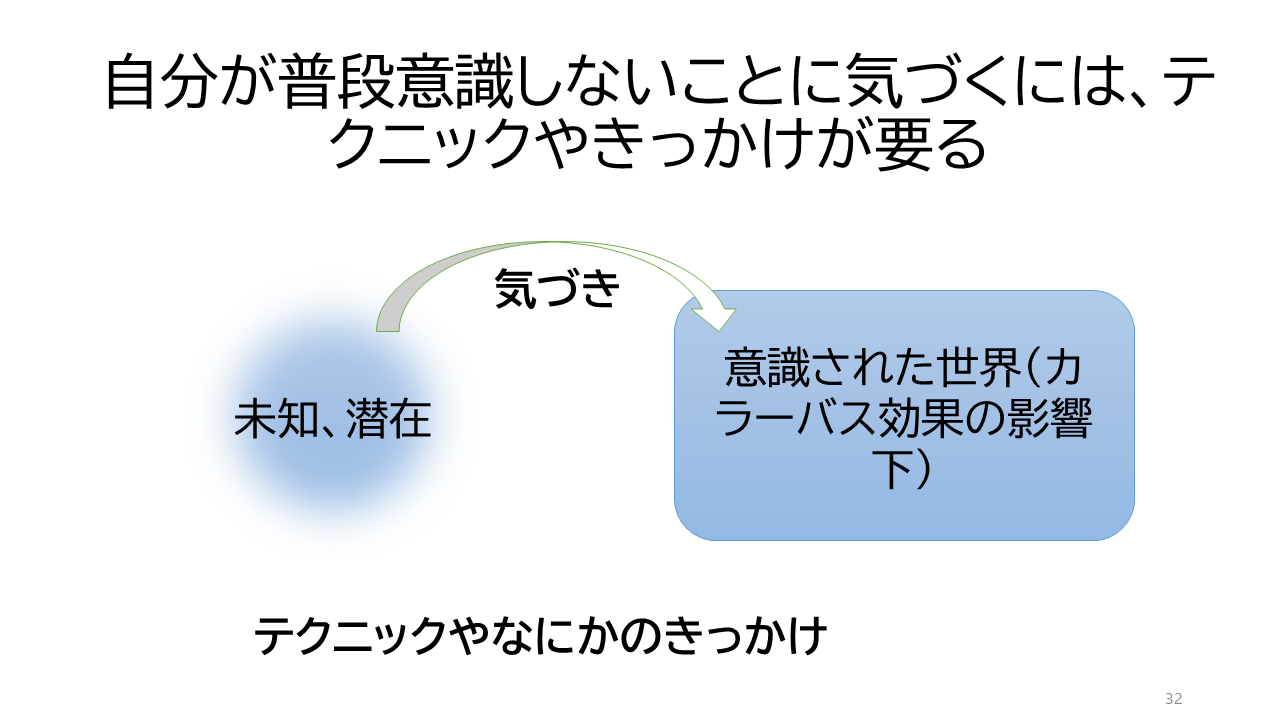 自分が普段意識しないことに気づくには、テ
クニックやきっかけが要る
気づき
未知、潜在
意識された世界（カ
ラーバス効果の影響
下）
テクニックやなにかのきっかけ
32